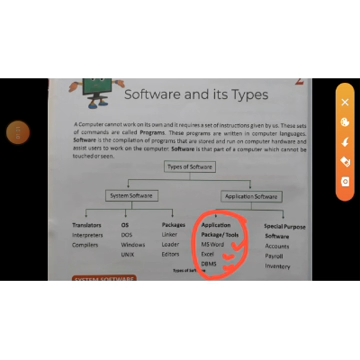 2
Software and its Types
A Computer cannot work on its own and it requires a set of instructions given by us. These sets
of commands are called Programs. These programs are written in computer languages.
Software is the compilation of programs that are stored and run on computer hardware and
assist users to work on the computer. Software is that part of a computer which cannot be
touched or seen.
Types of Software
System Software Application Software
Translators OS Packages Application Special Purpose
Interpreters DOS Linker Package/ Tools Software
Compilers Windows Loader MS Word Accounts
UNIX Editors Excel Payroll
DBMS Inventory
Types of Software
SYSTEM SOFTWARE